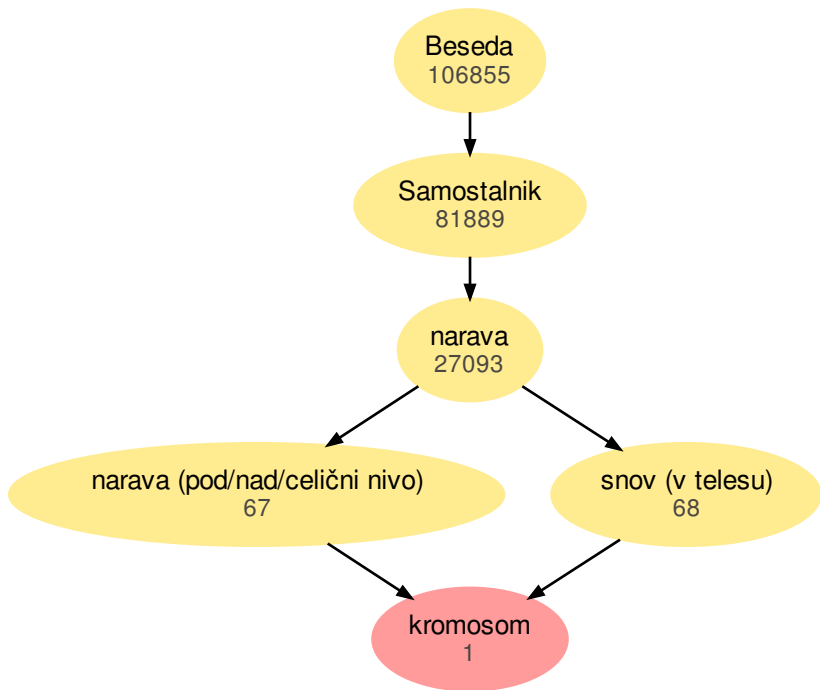 Beseda
106855
Samostalnik
81889
narava
27093
narava (pod/nad/celični nivo)
67
snov (v telesu)
68
kromosom
1